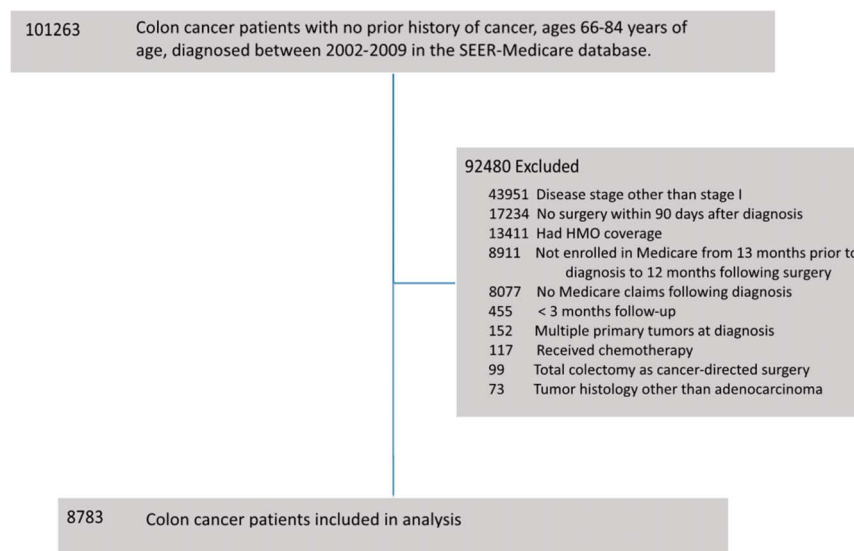 101263 Colon cancer patients with no prior history of cancer, ages 66-84 years of
age, diagnosed between 2002-2009 in the SEER-Medicare database.
92480 Excluded
43951 Disease stage other than stage I
17234 No surgery within 90 days after diagnosis
13411 Had HMO coverage
8911 Not enrolled in Medicare from 13 months prior to
diagnosis to 12 months following surgery
8077 No Medicare claims following diagnosis
455 < 3 months follow-up
152 Multiple primary tumors at diagnosis
117 Received chemotherapy
99 Total colectomy as cancer-directed surgery
73 Tumor histology other than adenocarcinoma
8783 Colon cancer patients included in analysis